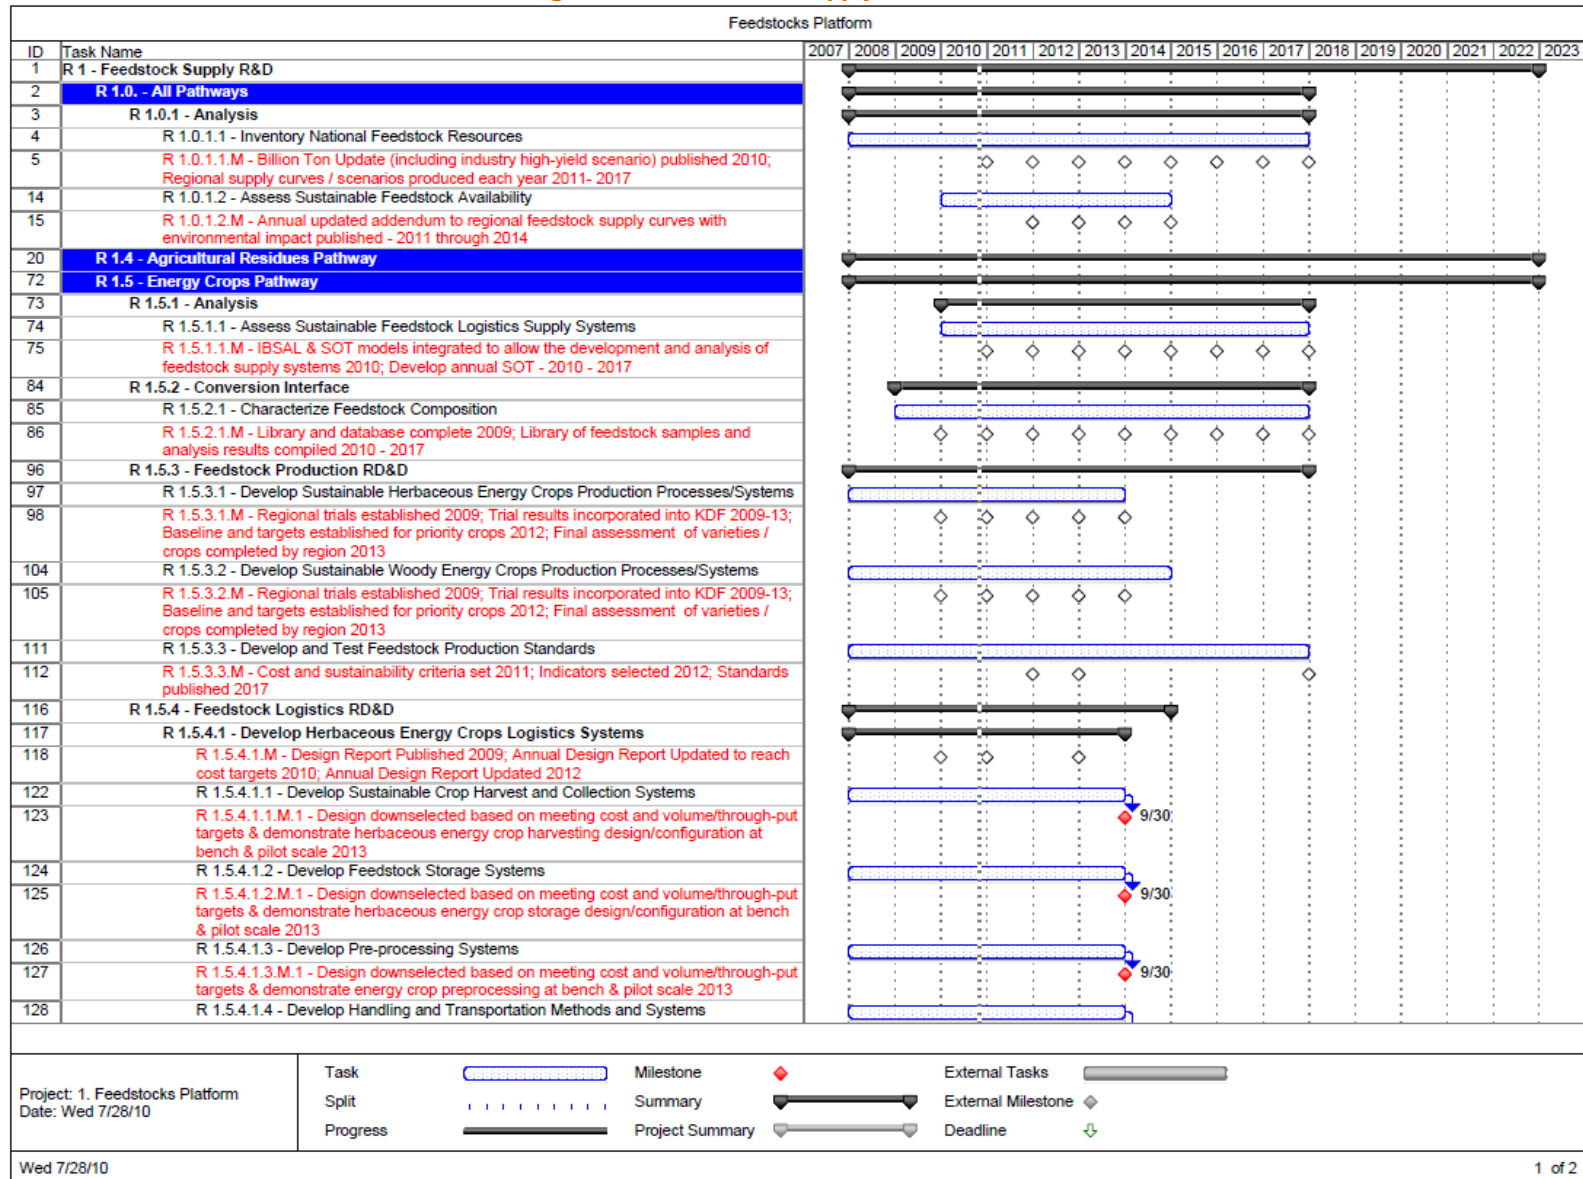 Feedstocks Platform
ID Task Name 2007 2008 2009 2010 2011 2012 2013 2014 2015 2016 2017 2018 2019 2020 2021 2022 2023
1 R 1 - Feedstock Supply R&D
2 R 1.0. - All Pathways
3 R 1.0.1 - Analysis
4 R 1.0.1.1 - Inventory National Feedstock Resources
5 R 1.0.1.1.M - Billion Ton Update (including industry high-yield scenario) published 2010;
Regional supply curves / scenarios produced each year 2011- 2017
14 R 1.0.1.2 - Assess Sustainable Feedstock Availability
15 R 1.0.1.2.M - Annual updated addendum to regional feedstock supply curves with
environmental impact published - 2011 through 2014
20 R 1.4 - Agricultural Residues Pathway
72 R 1.5 - Energy Crops Pathway
73 R 1.5.1 - Analysis
74 R 1.5.1.1 - Assess Sustainable Feedstock Logistics Supply Systems
75 R 1.5.1.1.M - IBSAL & SOT models integrated to allow the development and analysis of
feedstock supply systems 2010; Develop annual SOT - 2010 - 2017
84 R 1.5.2 - Conversion Interface
85 R 1.5.2.1 - Characterize Feedstock Composition
86 R 1.5.2.1.M - Library and database complete 2009; Library of feedstock samples and
analysis results compiled 2010 - 2017
96 R 1.5.3 - Feedstock Production RD&D
97 R 1.5.3.1 - Develop Sustainable Herbaceous Energy Crops Production Processes/Systems
98 R 1.5.3.1.M - Regional trials established 2009; Trial results incorporated into KDF 2009-13;
Baseline and targets established for priority crops 2012; Final assessment of varieties /
crops completed by region 2013
104 R 1.5.3.2 - Develop Sustainable Woody Energy Crops Production Processes/Systems
105 R 1.5.3.2.M - Regional trials established 2009; Trial results incorporated into KDF 2009-13;
Baseline and targets established for priority crops 2012; Final assessment of varieties /
crops completed by region 2013
111 R 1.5.3.3 - Develop and Test Feedstock Production Standards
112 R 1.5.3.3.M - Cost and sustainability criteria set 2011; Indicators selected 2012; Standards
published 2017
116 R 1.5.4 - Feedstock Logistics RD&D
117 R 1.5.4.1 - Develop Herbaceous Energy Crops Logistics Systems
118 R 1.5.4.1.M - Design Report Published 2009; Annual Design Report Updated to reach
cost targets 2010; Annual Design Report Updated 2012
122 R 1.5.4.1.1 - Develop Sustainable Crop Harvest and Collection Systems
123 R 1.5.4.1.1.M.1 - Design downselected based on meeting cost and volume/through-put 9/30
targets & demonstrate herbaceous energy crop harvesting design/configuration at
bench & pilot scale 2013
124 R 1.5.4.1.2 - Develop Feedstock Storage Systems
125 R 1.5.4.1.2.M.1 - Design downselected based on meeting cost and volume/through-put 9/30
targets & demonstrate herbaceous energy crop storage design/configuration at bench
& pilot scale 2013
126 R 1.5.4.1.3 - Develop Pre-processing Systems
127 R 1.5.4.1.3.M.1 - Design downselected based on meeting cost and volume/through-put 9/30
targets & demonstrate energy crop preprocessing at bench & pilot scale 2013
128 R 1.5.4.1.4 - Develop Handling and Transportation Methods and Systems
Project: 1. Feedstocks Platform
Date: Wed 7/28/10
Task Milestone External Tasks
Split Summary External Milestone
Progress Project Summary Deadline
Wed 7/28/10 1 of 2